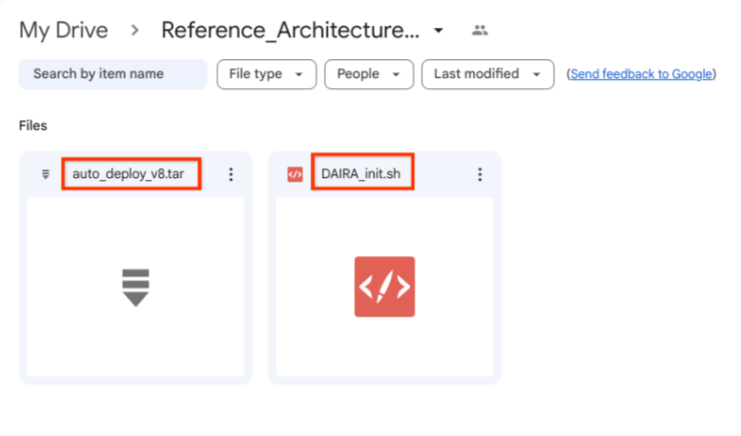 My Drive > Reference_Architecture...
Search by item name File type People Last modified (Send feedback to Google)
Files
auto_deploy_v8.tar DAIRA_init.sh